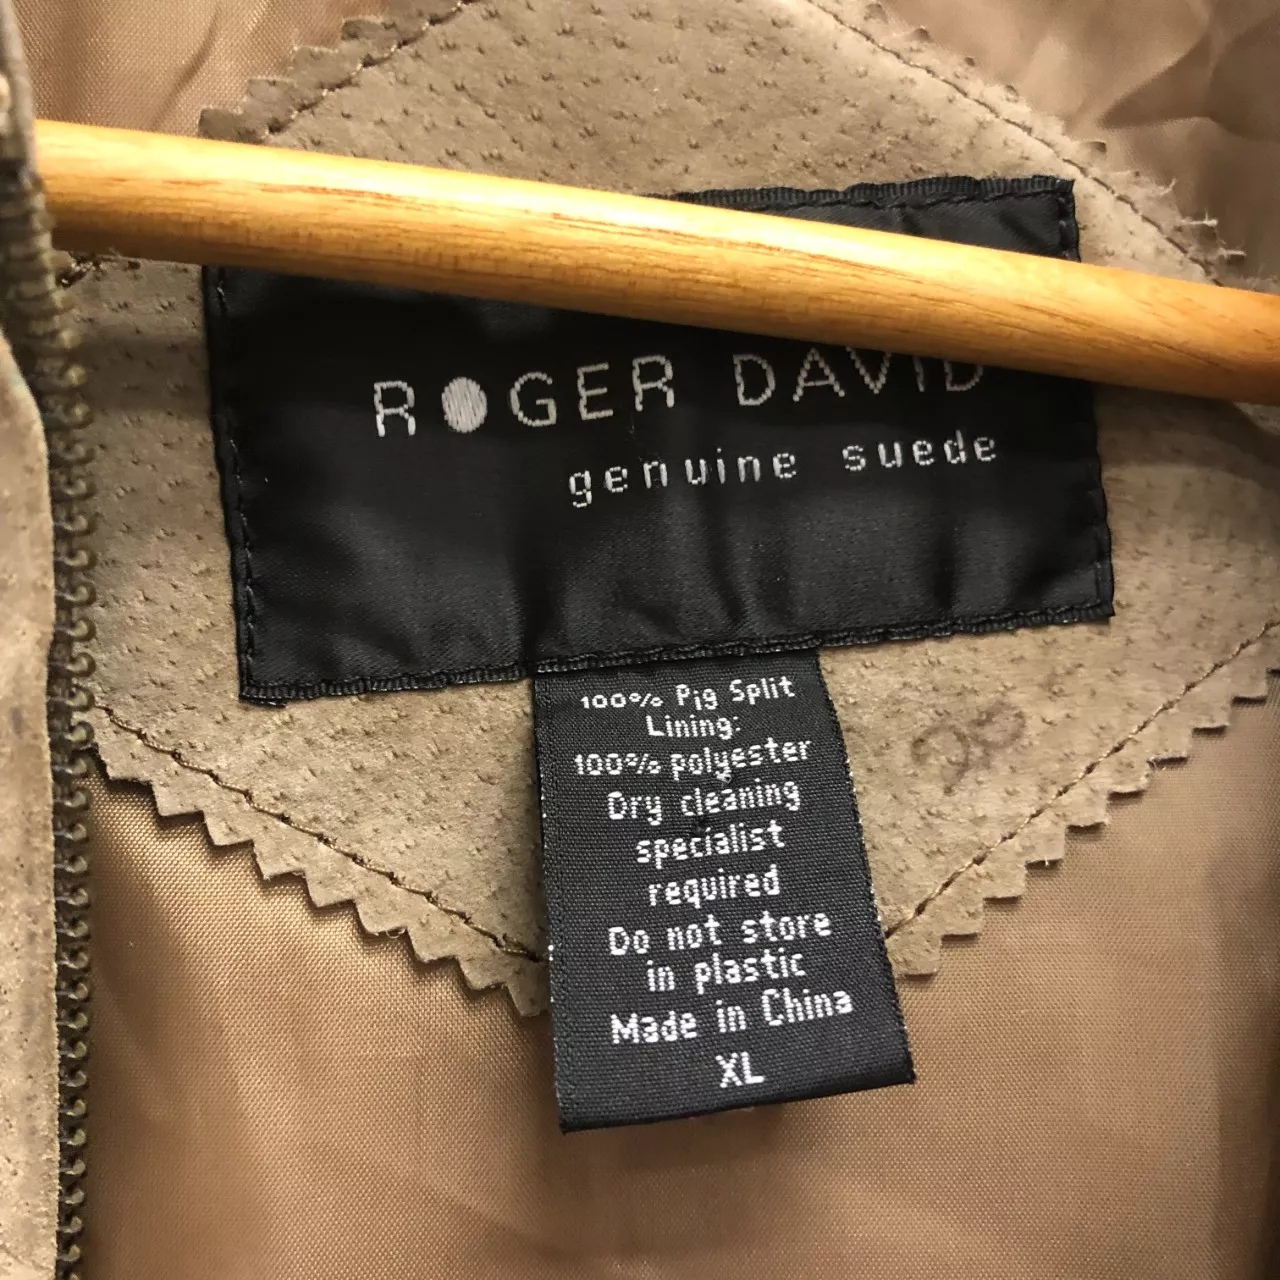 ROGER DAVID
genuine suede
100% Pig Split
Lining:
100% polyester
Dry cleaning
specialist
required
Do not store
in plastic
Made in China
XL